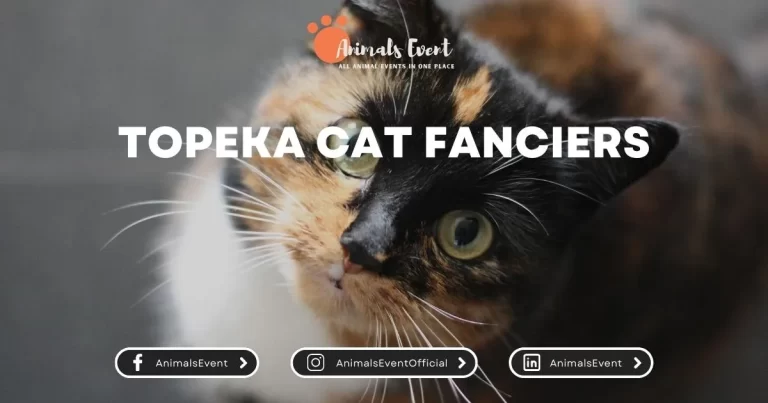 Animals Event
ALL ANIMAL EVENTS IN ONE PLACE
TOPEKA CAT FANCIERS
AnimalsEvent
AnimalsEventOfficial
AnimalsEvent